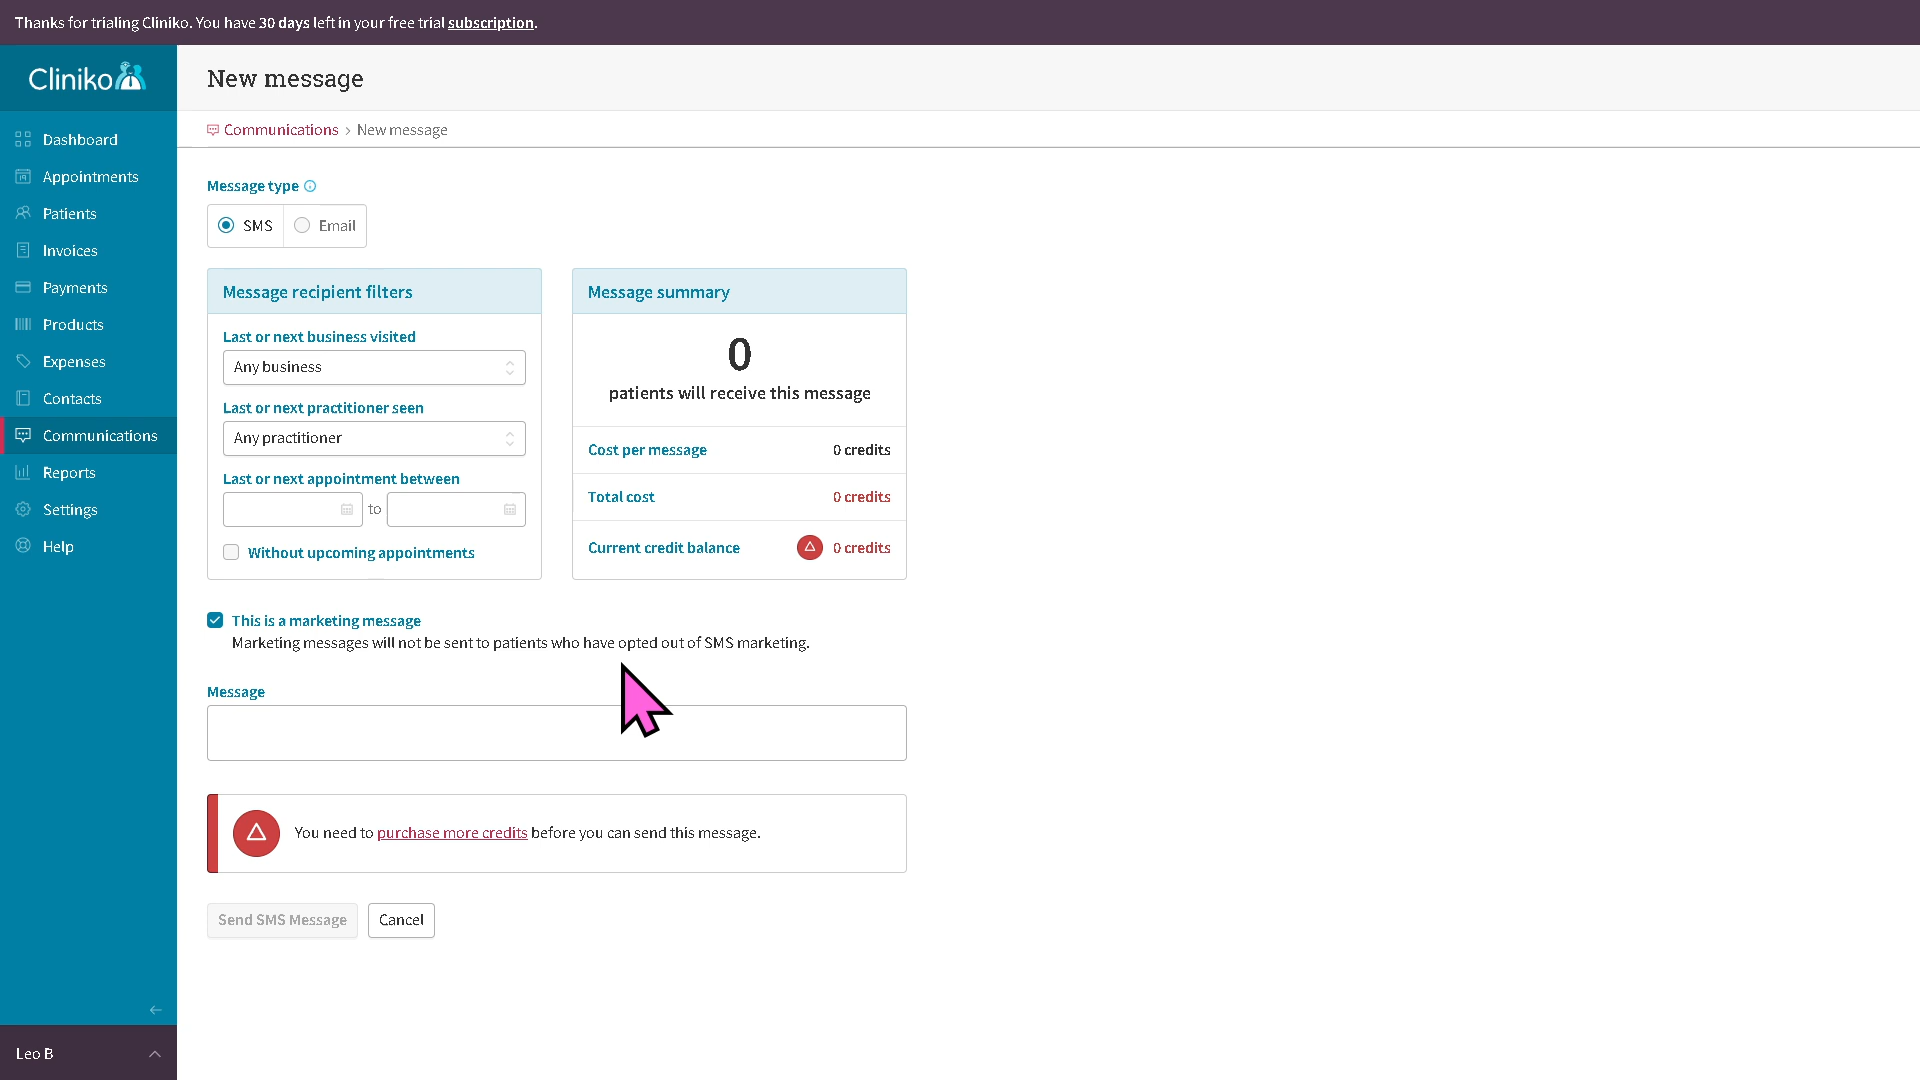 Thanks for trialing Cliniko. You have 30 days left in your free trial subscription.
Cliniko
New message
Communications › New message
Dashboard
Appointments
Patients
Invoices
Payments
Products
Expenses
Contacts
Communications
Reports
Settings
Help
Leo B
Message type
SMS
Email
Message recipient filters
Last or next business visited
Any business
Last or next practitioner seen
Any practitioner
Last or next appointment between
to
Without upcoming appointments
Message summary
0
patients will receive this message
Cost per message 0 credits
Total cost 0 credits
Current credit balance 0 credits
This is a marketing message
Marketing messages will not be sent to patients who have opted out of SMS marketing.
Message
You need to purchase more credits before you can send this message.
Send SMS Message
Cancel